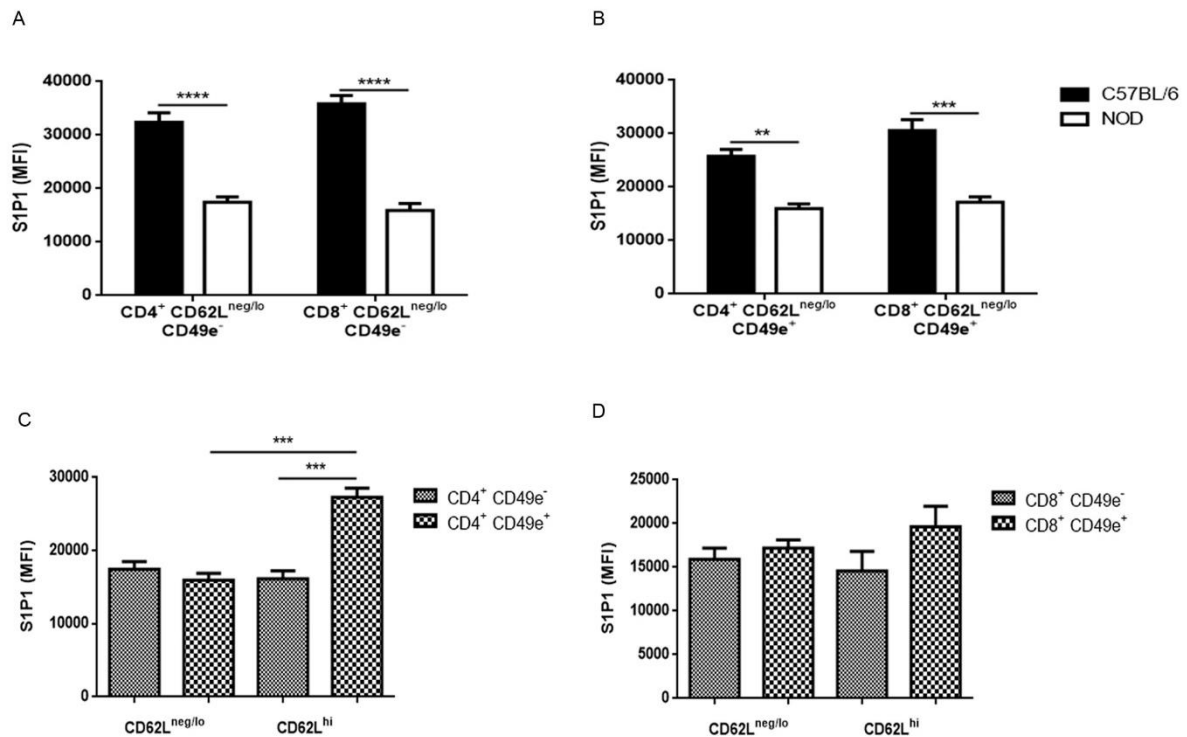 A
S1P1 (MFI)
40000
30000
20000
10000
0
****
****
CD4⁺ CD62Lⁿᵉᵍ/ˡᵒ
CD49e⁻
CD8⁺ CD62Lⁿᵉᵍ/ˡᵒ
CD49e⁻
B
S1P1 (MFI)
40000
30000
20000
10000
0
**
***
CD4⁺ CD62Lⁿᵉᵍ/ˡᵒ
CD49e⁺
CD8⁺ CD62Lⁿᵉᵍ/ˡᵒ
CD49e⁺
C57BL/6
NOD
C
S1P1 (MFI)
30000
20000
10000
0
***
***
CD62Lⁿᵉᵍ/ˡᵒ
CD62Lʰⁱ
CD4⁺ CD49e⁻
CD4⁺ CD49e⁺
D
S1P1 (MFI)
25000
20000
15000
10000
5000
0
CD62Lⁿᵉᵍ/ˡᵒ
CD62Lʰⁱ
CD8⁺ CD49e⁻
CD8⁺ CD49e⁺